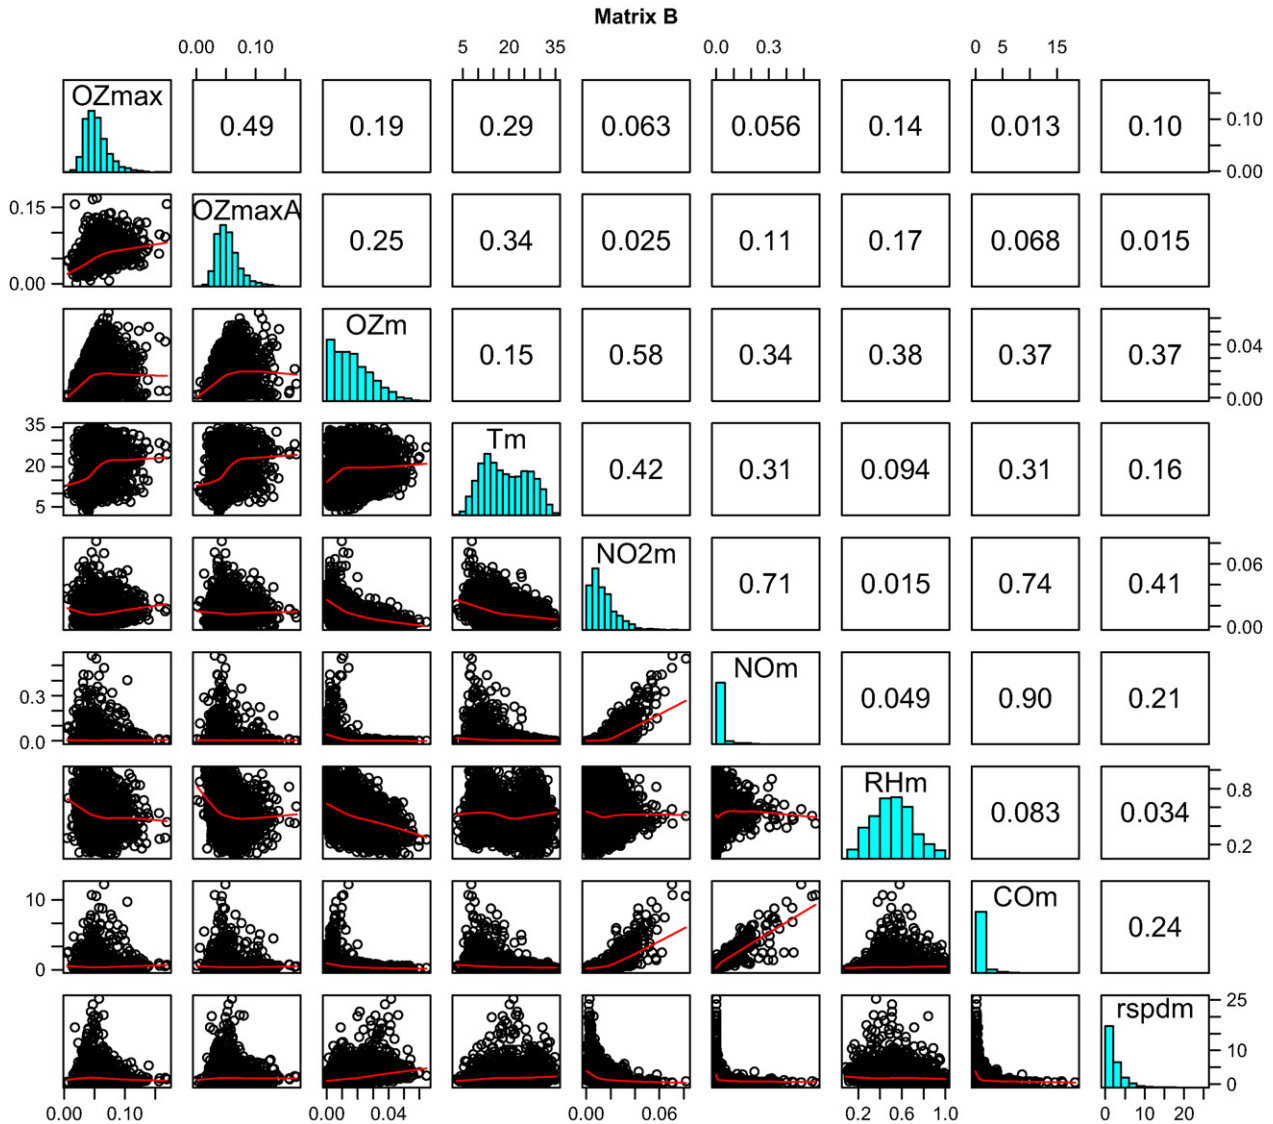 Matrix B
0.00 0.10 5 20 35 0.0 0.3 0 5 15
OZmax 0.49 0.19 0.29 0.063 0.056 0.14 0.013 0.10 0.10
0.00
0.15 OZmaxA 0.25 0.34 0.025 0.11 0.17 0.068 0.015
0.00
OZm 0.15 0.58 0.34 0.38 0.37 0.37 0.04
0.00
35 Tm 0.42 0.31 0.094 0.31 0.16
20
5
NO2m 0.71 0.015 0.74 0.41 0.06
0.00
0.3 NOm 0.049 0.90 0.21
0.0
RHm 0.083 0.034 0.8
0.2
10 COm 0.24
0
rspdm 25
10
0
0.00 0.10 0.00 0.04 0.00 0.06 0.2 0.6 1.0 0 10 20